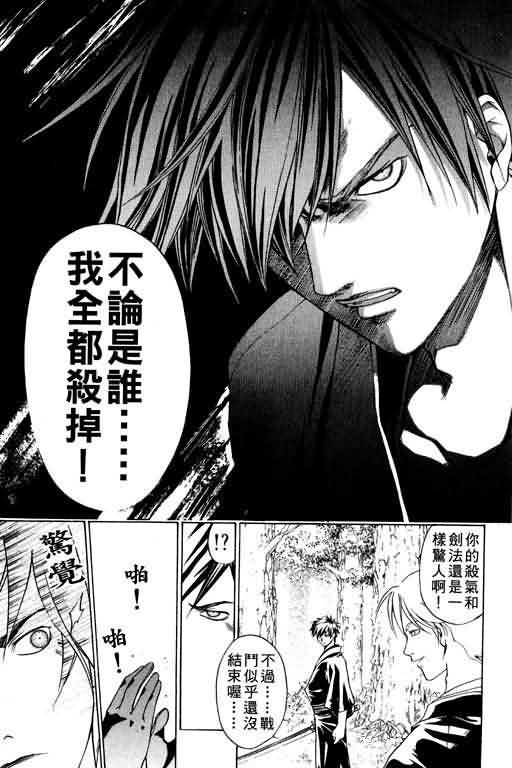 不論是誰……
我全都殺掉！
你的殺氣和
劍法還是一
樣驚人啊！
不過……戰
鬥似乎還沒
結束喔……
!?
啪！
啪！
驚覺